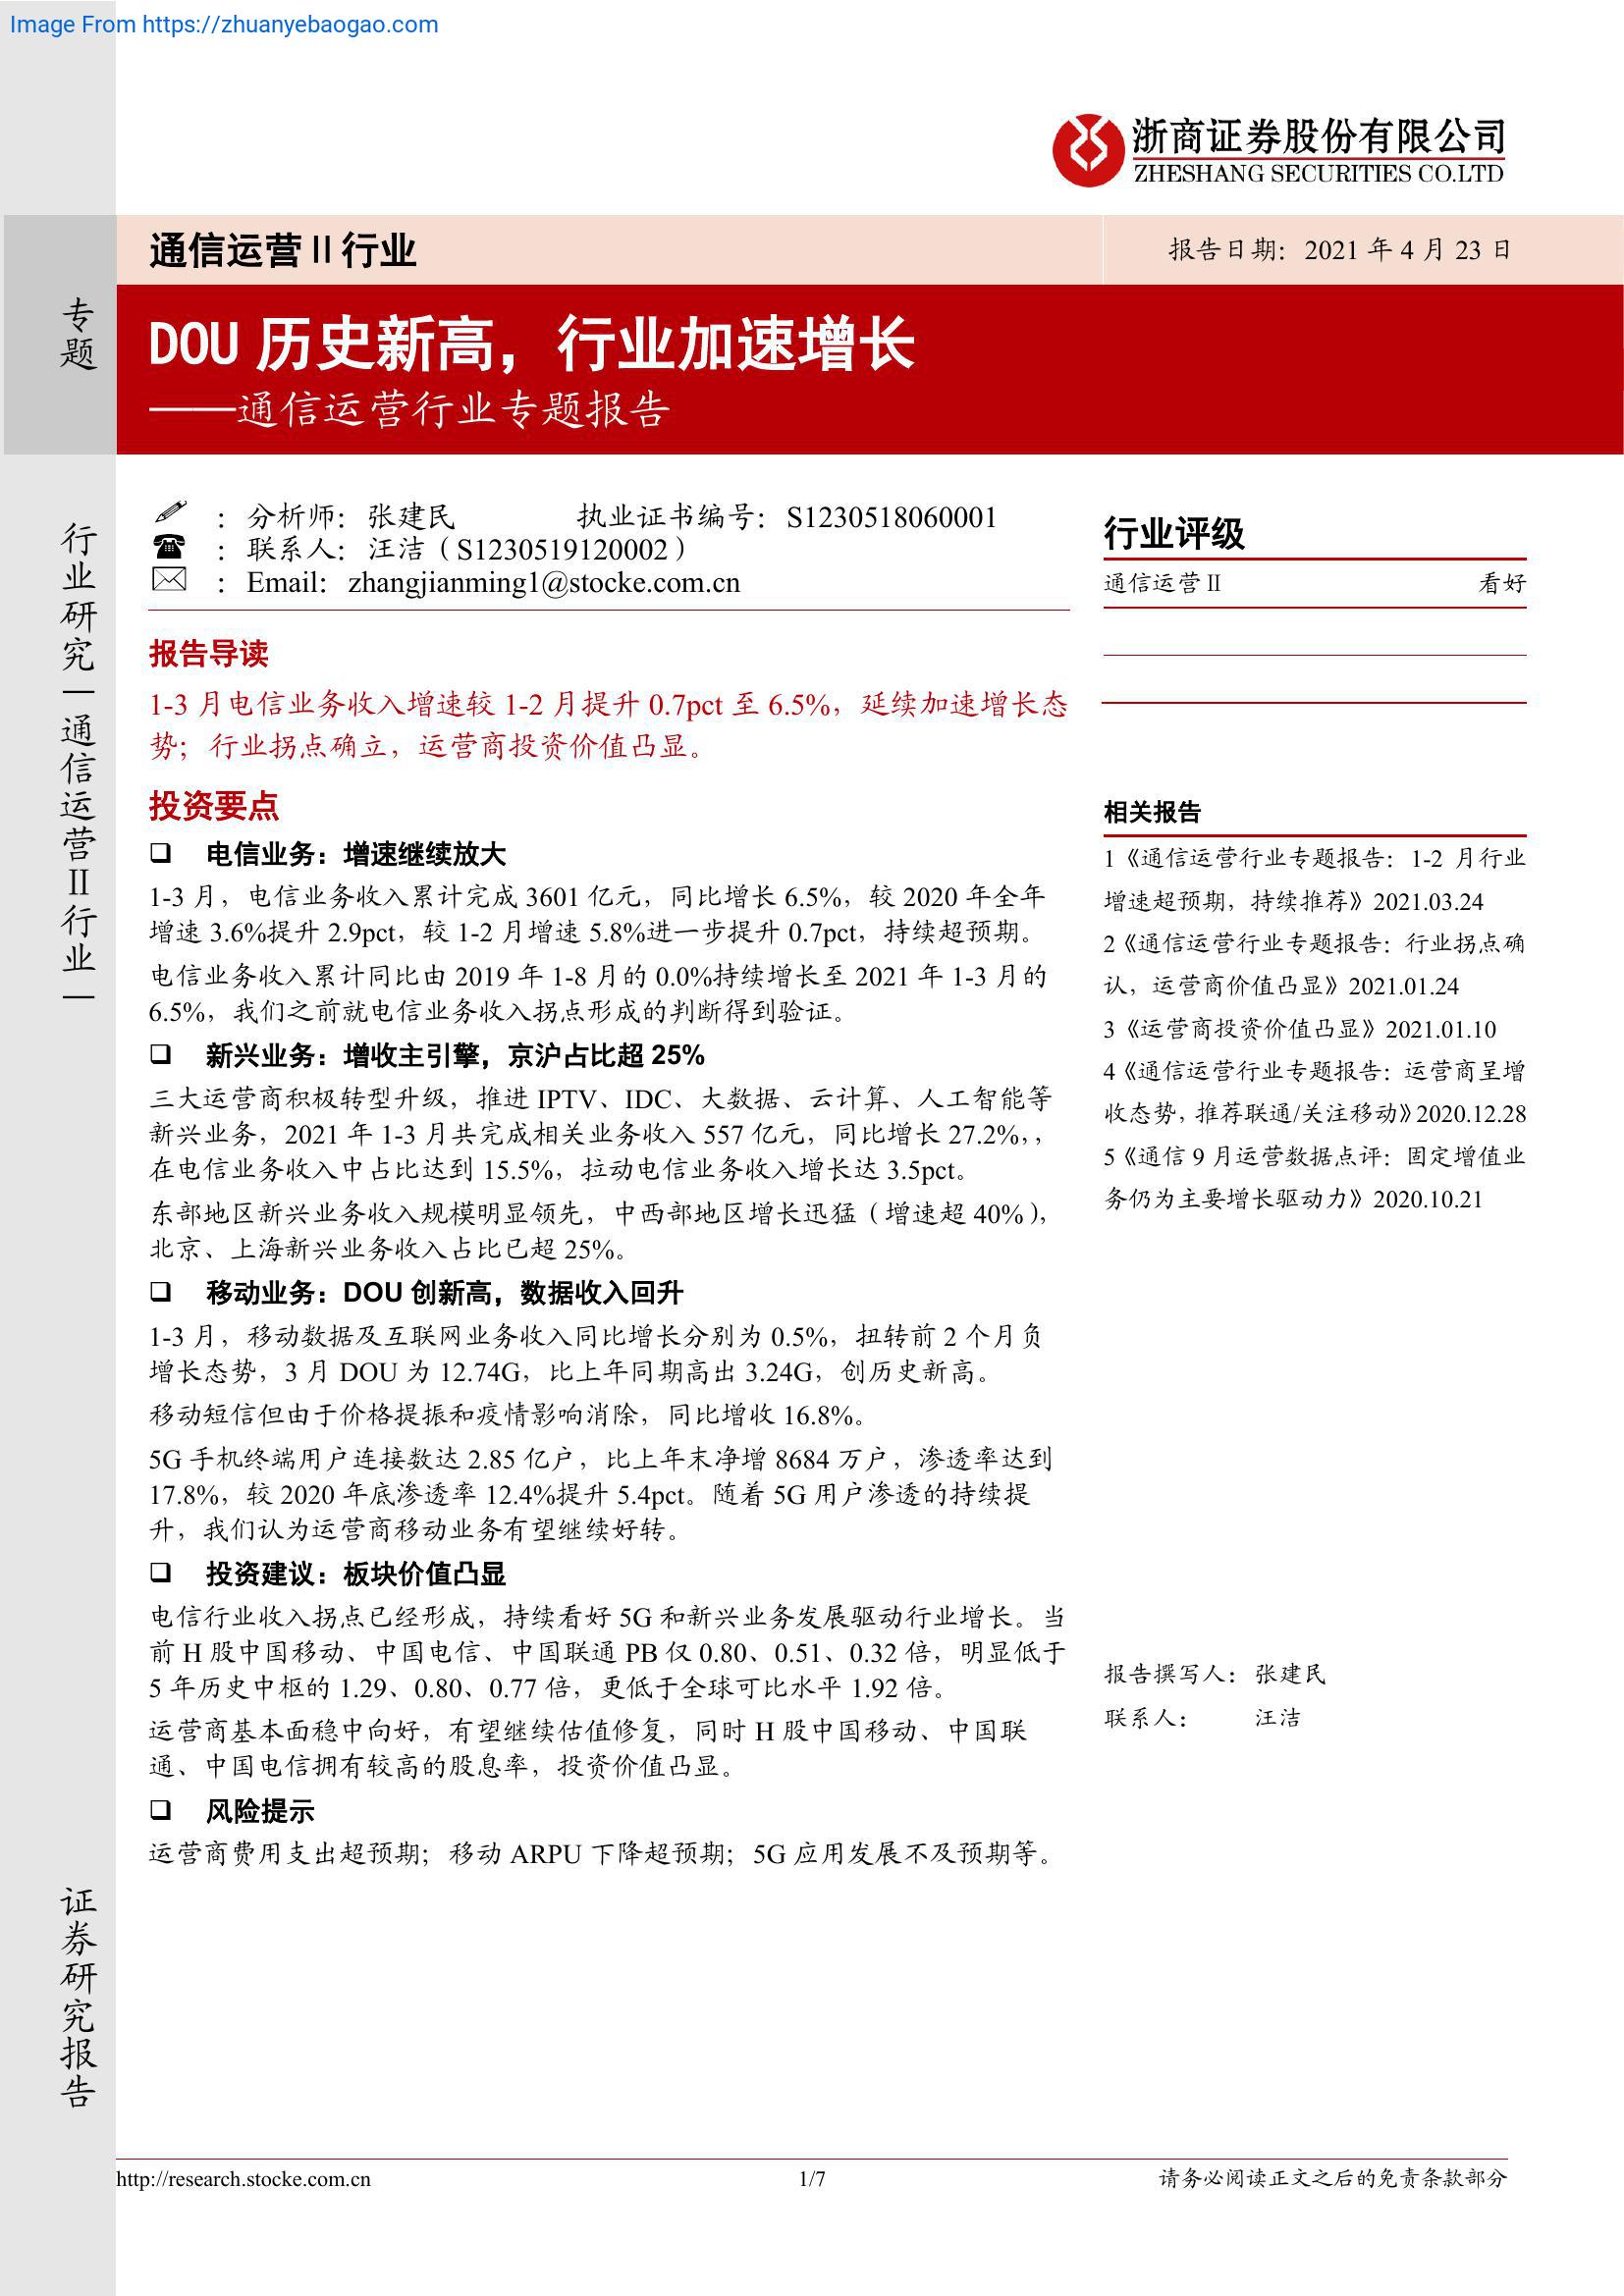 Image From https://zhuanyebaogao.com
浙商证券股份有限公司
ZHESHANG SECURITIES CO.LTD
通信运营Ⅱ行业
报告日期：2021 年 4 月 23 日
专题
DOU 历史新高，行业加速增长
——通信运营行业专题报告
行业研究|通信运营Ⅱ行业|
：分析师：张建民 执业证书编号：S1230518060001
：联系人：汪洁（S1230519120002）
：Email：zhangjianming1@stocke.com.cn
报告导读
1-3 月电信业务收入增速较 1-2 月提升 0.7pct 至 6.5%，延续加速增长态
势；行业拐点确立，运营商投资价值凸显。
投资要点
❑ 电信业务：增速继续放大
1-3 月，电信业务收入累计完成 3601 亿元，同比增长 6.5%，较 2020 年全年
增速 3.6%提升 2.9pct，较 1-2 月增速 5.8%进一步提升 0.7pct，持续超预期。
电信业务收入累计同比由 2019 年 1-8 月的 0.0%持续增长至 2021 年 1-3 月的
6.5%，我们之前就电信业务收入拐点形成的判断得到验证。
❑ 新兴业务：增收主引擎，京沪占比超 25%
三大运营商积极转型升级，推进 IPTV、IDC、大数据、云计算、人工智能等
新兴业务，2021 年 1-3 月共完成相关业务收入 557 亿元，同比增长 27.2%，，
在电信业务收入中占比达到 15.5%，拉动电信业务收入增长达 3.5pct。
东部地区新兴业务收入规模明显领先，中西部地区增长迅猛（增速超 40%），
北京、上海新兴业务收入占比已超 25%。
❑ 移动业务：DOU 创新高，数据收入回升
1-3 月，移动数据及互联网业务收入同比增长分别为 0.5%，扭转前 2 个月负
增长态势，3 月 DOU 为 12.74G，比上年同期高出 3.24G，创历史新高。
移动短信但由于价格提振和疫情影响消除，同比增收 16.8%。
5G 手机终端用户连接数达 2.85 亿户，比上年末净增 8684 万户，渗透率达到
17.8%，较 2020 年底渗透率 12.4%提升 5.4pct。随着 5G 用户渗透的持续提
升，我们认为运营商移动业务有望继续好转。
❑ 投资建议：板块价值凸显
电信行业收入拐点已经形成，持续看好 5G 和新兴业务发展驱动行业增长。当
前 H 股中国移动、中国电信、中国联通 PB 仅 0.80、0.51、0.32 倍，明显低于
5 年历史中枢的 1.29、0.80、0.77 倍，更低于全球可比水平 1.92 倍。
运营商基本面稳中向好，有望继续估值修复，同时 H 股中国移动、中国联
通、中国电信拥有较高的股息率，投资价值凸显。
❑ 风险提示
运营商费用支出超预期；移动 ARPU 下降超预期；5G 应用发展不及预期等。
行业评级
通信运营Ⅱ 看好
相关报告
1《通信运营行业专题报告：1-2 月行业
增速超预期，持续推荐》2021.03.24
2《通信运营行业专题报告：行业拐点确
认，运营商价值凸显》2021.01.24
3《运营商投资价值凸显》2021.01.10
4《通信运营行业专题报告：运营商呈增
收态势，推荐联通/关注移动》2020.12.28
5《通信 9 月运营数据点评：固定增值业
务仍为主要增长驱动力》2020.10.21
报告撰写人：张建民
联系人： 汪洁
证券研究报告
http://research.stocke.com.cn
1/7
请务必阅读正文之后的免责条款部分